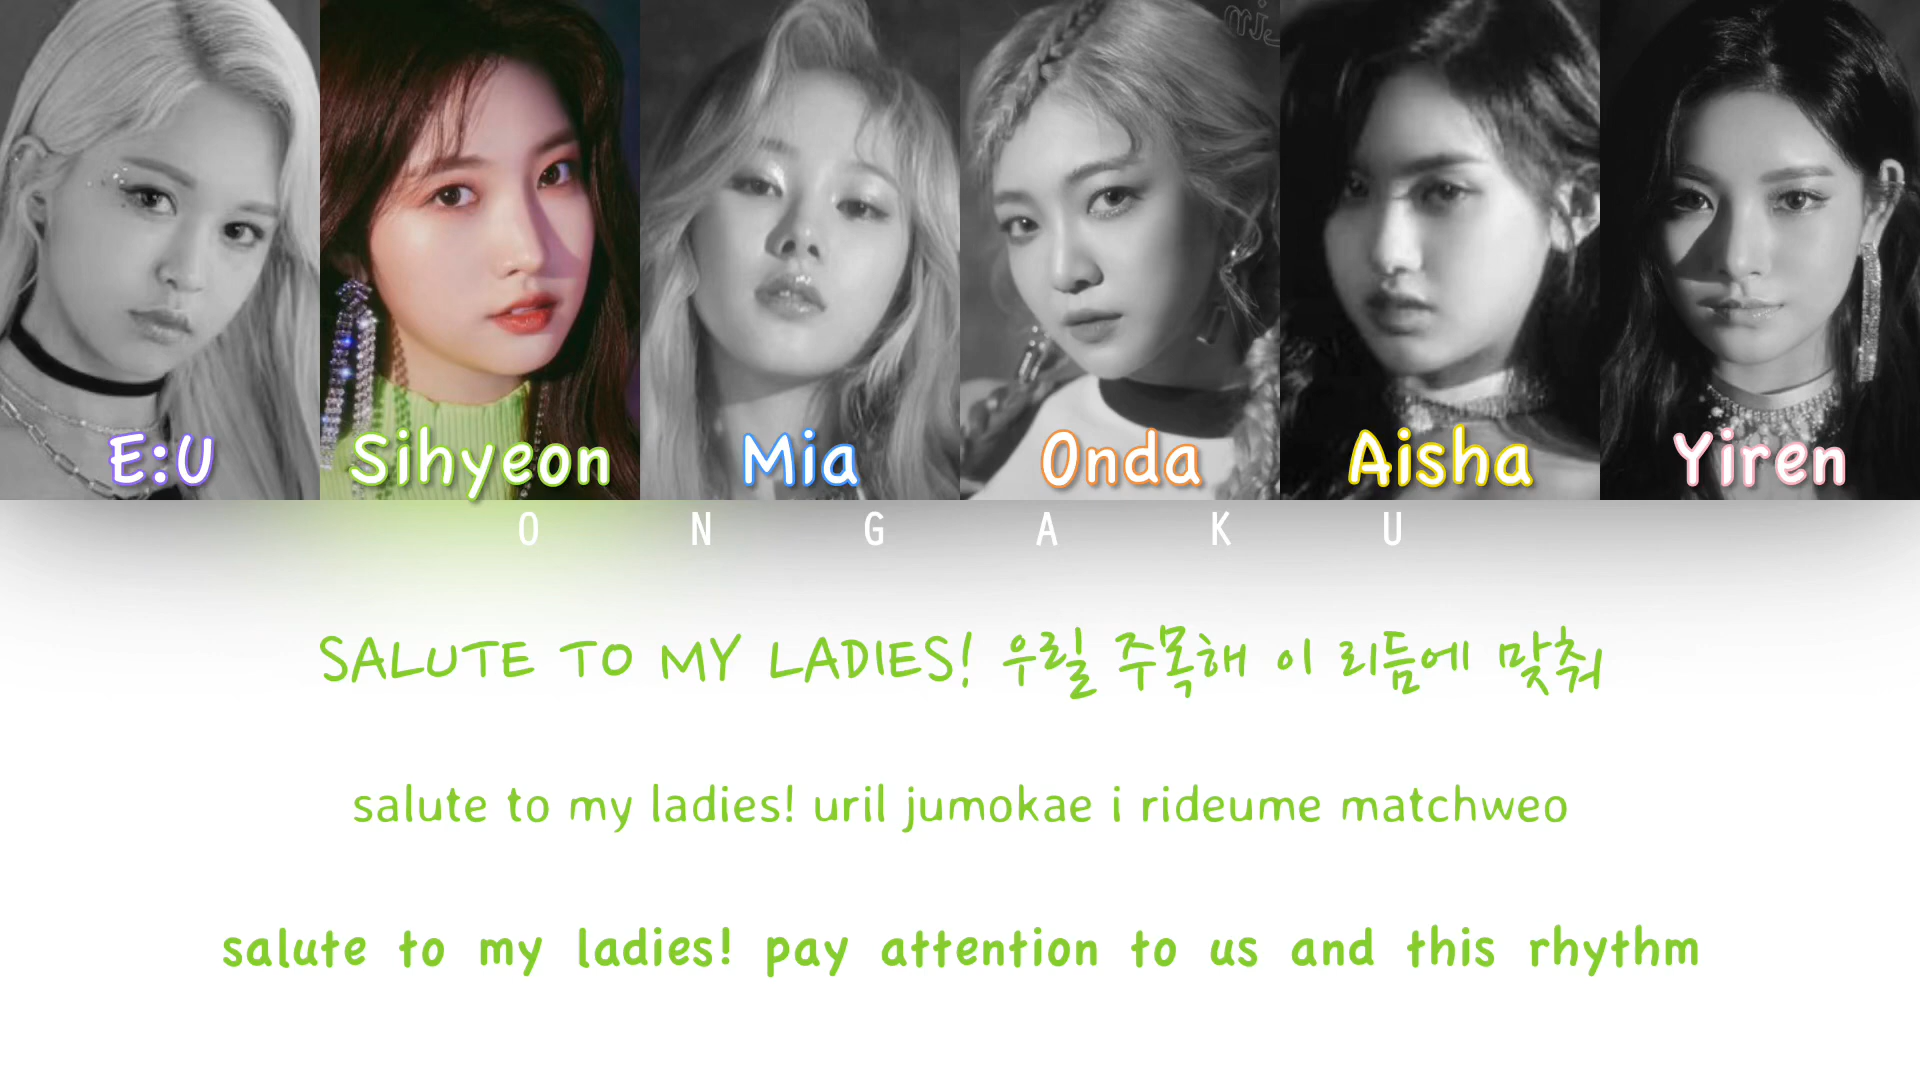 E:U Sihyeon Mia Onda Aisha Yiren
O N G A K U
SALUTE TO MY LADIES! 우릴 주목해 이 리듬에 맞춰
salute to my ladies! uril jumokae i rideume matchweo
salute to my ladies! pay attention to us and this rhythm